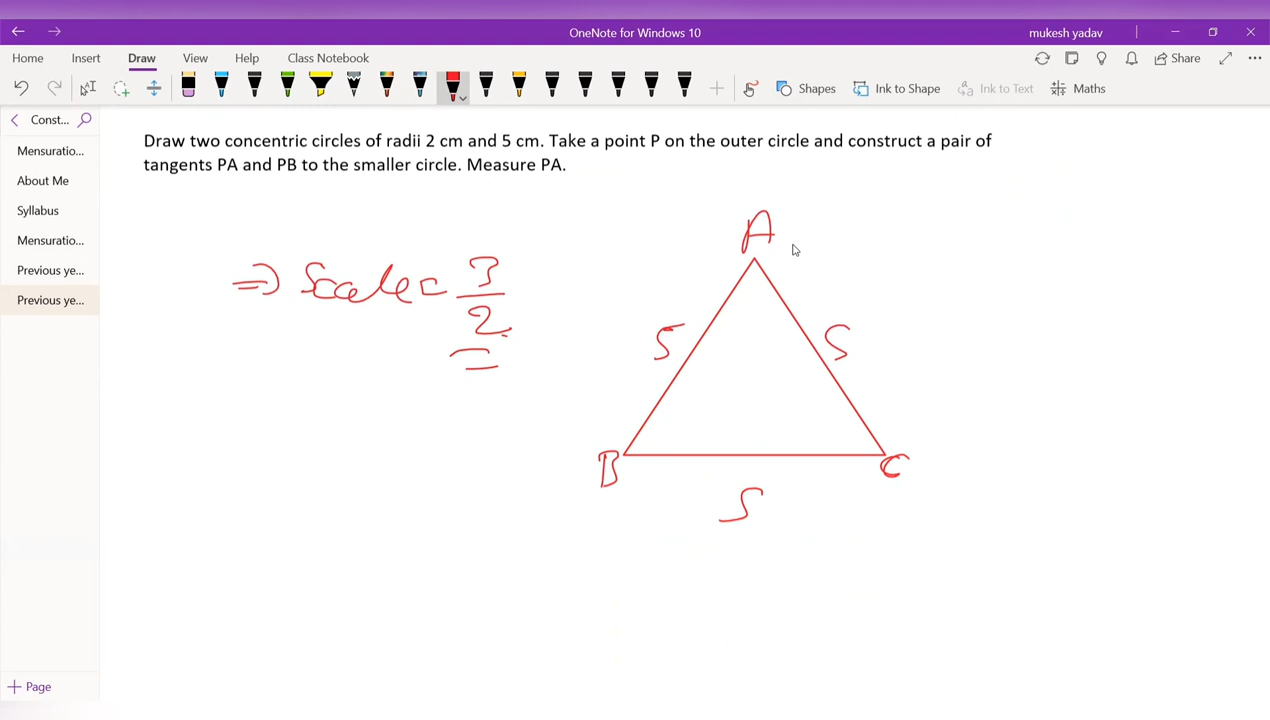 OneNote for Windows 10
mukesh yadav
Home Insert Draw View Help Class Notebook
Share
Shapes Ink to Shape Ink to Text Maths
Const...
Mensuratio...
About Me
Syllabus
Mensuratio...
Previous ye...
Previous ye...
Page
Draw two concentric circles of radii 2 cm and 5 cm. Take a point P on the outer circle and construct a pair of
tangents PA and PB to the smaller circle. Measure PA.
A
⇒ Scale = 3/2
5 5
B C
5